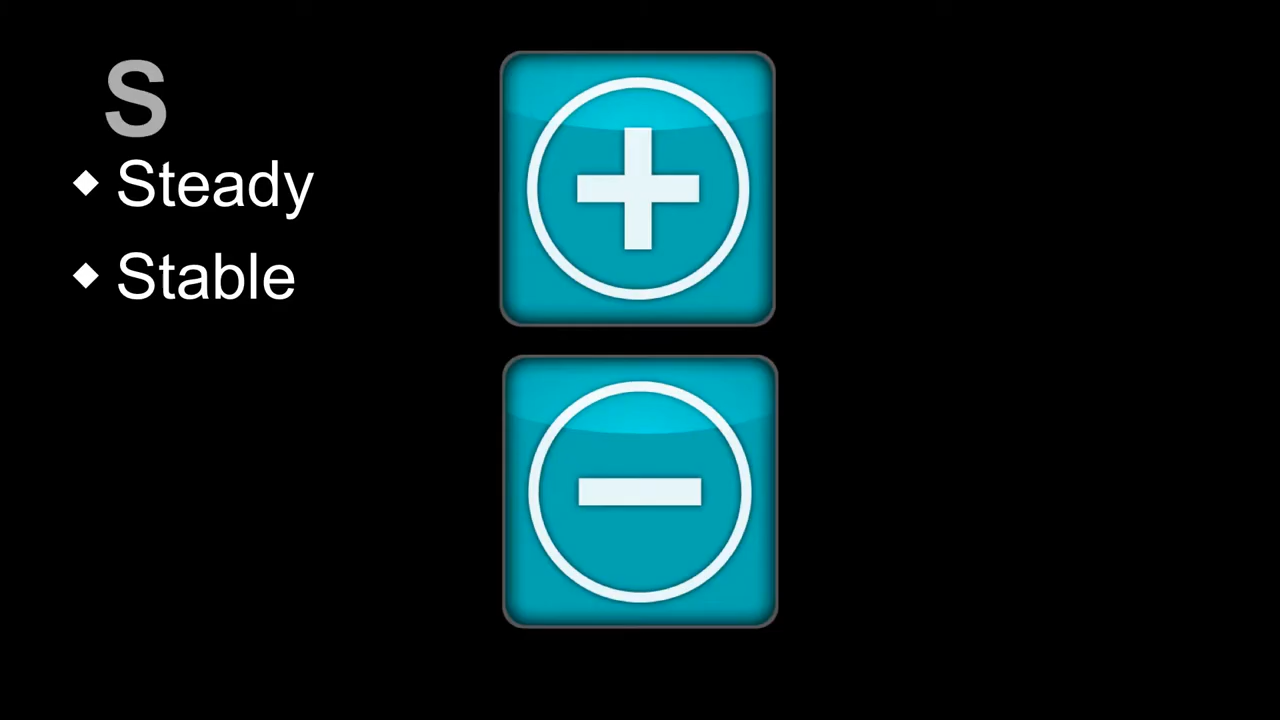 S
◆ Steady
◆ Stable
+
−